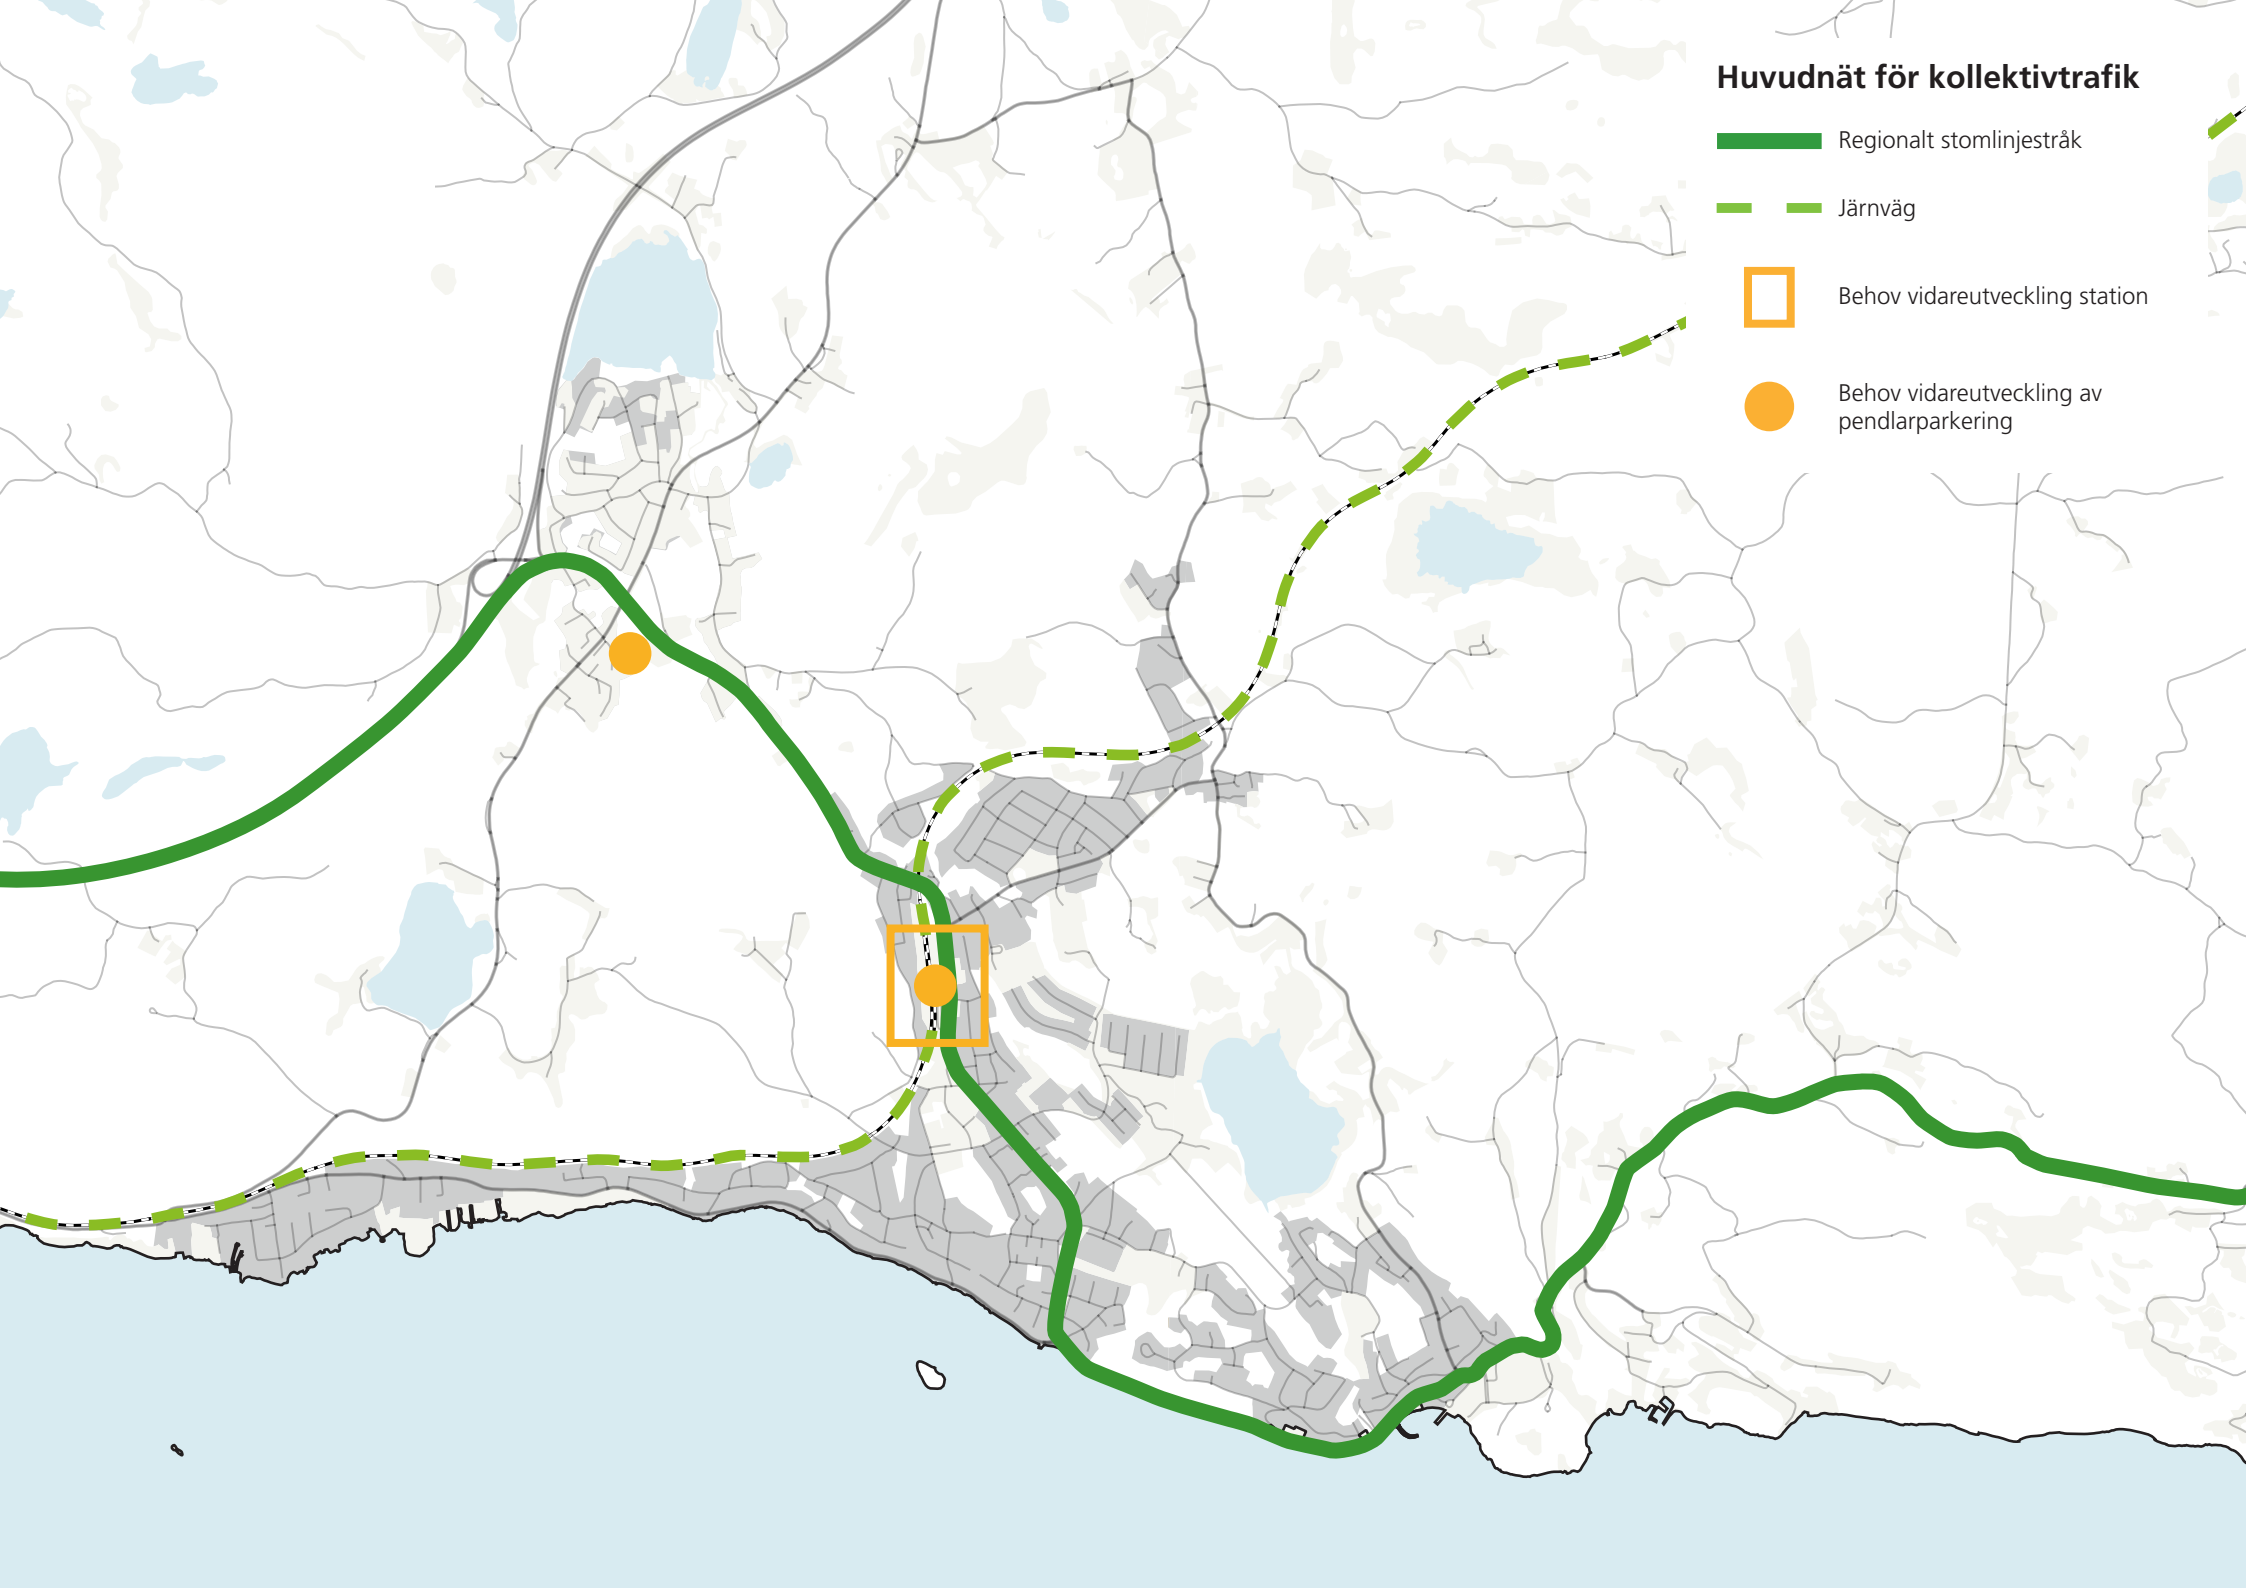 Huvudnät för kollektivtrafik
Regionalt stomlinjestråk
Järnväg
Behov vidareutveckling station
Behov vidareutveckling av
pendlarparkering